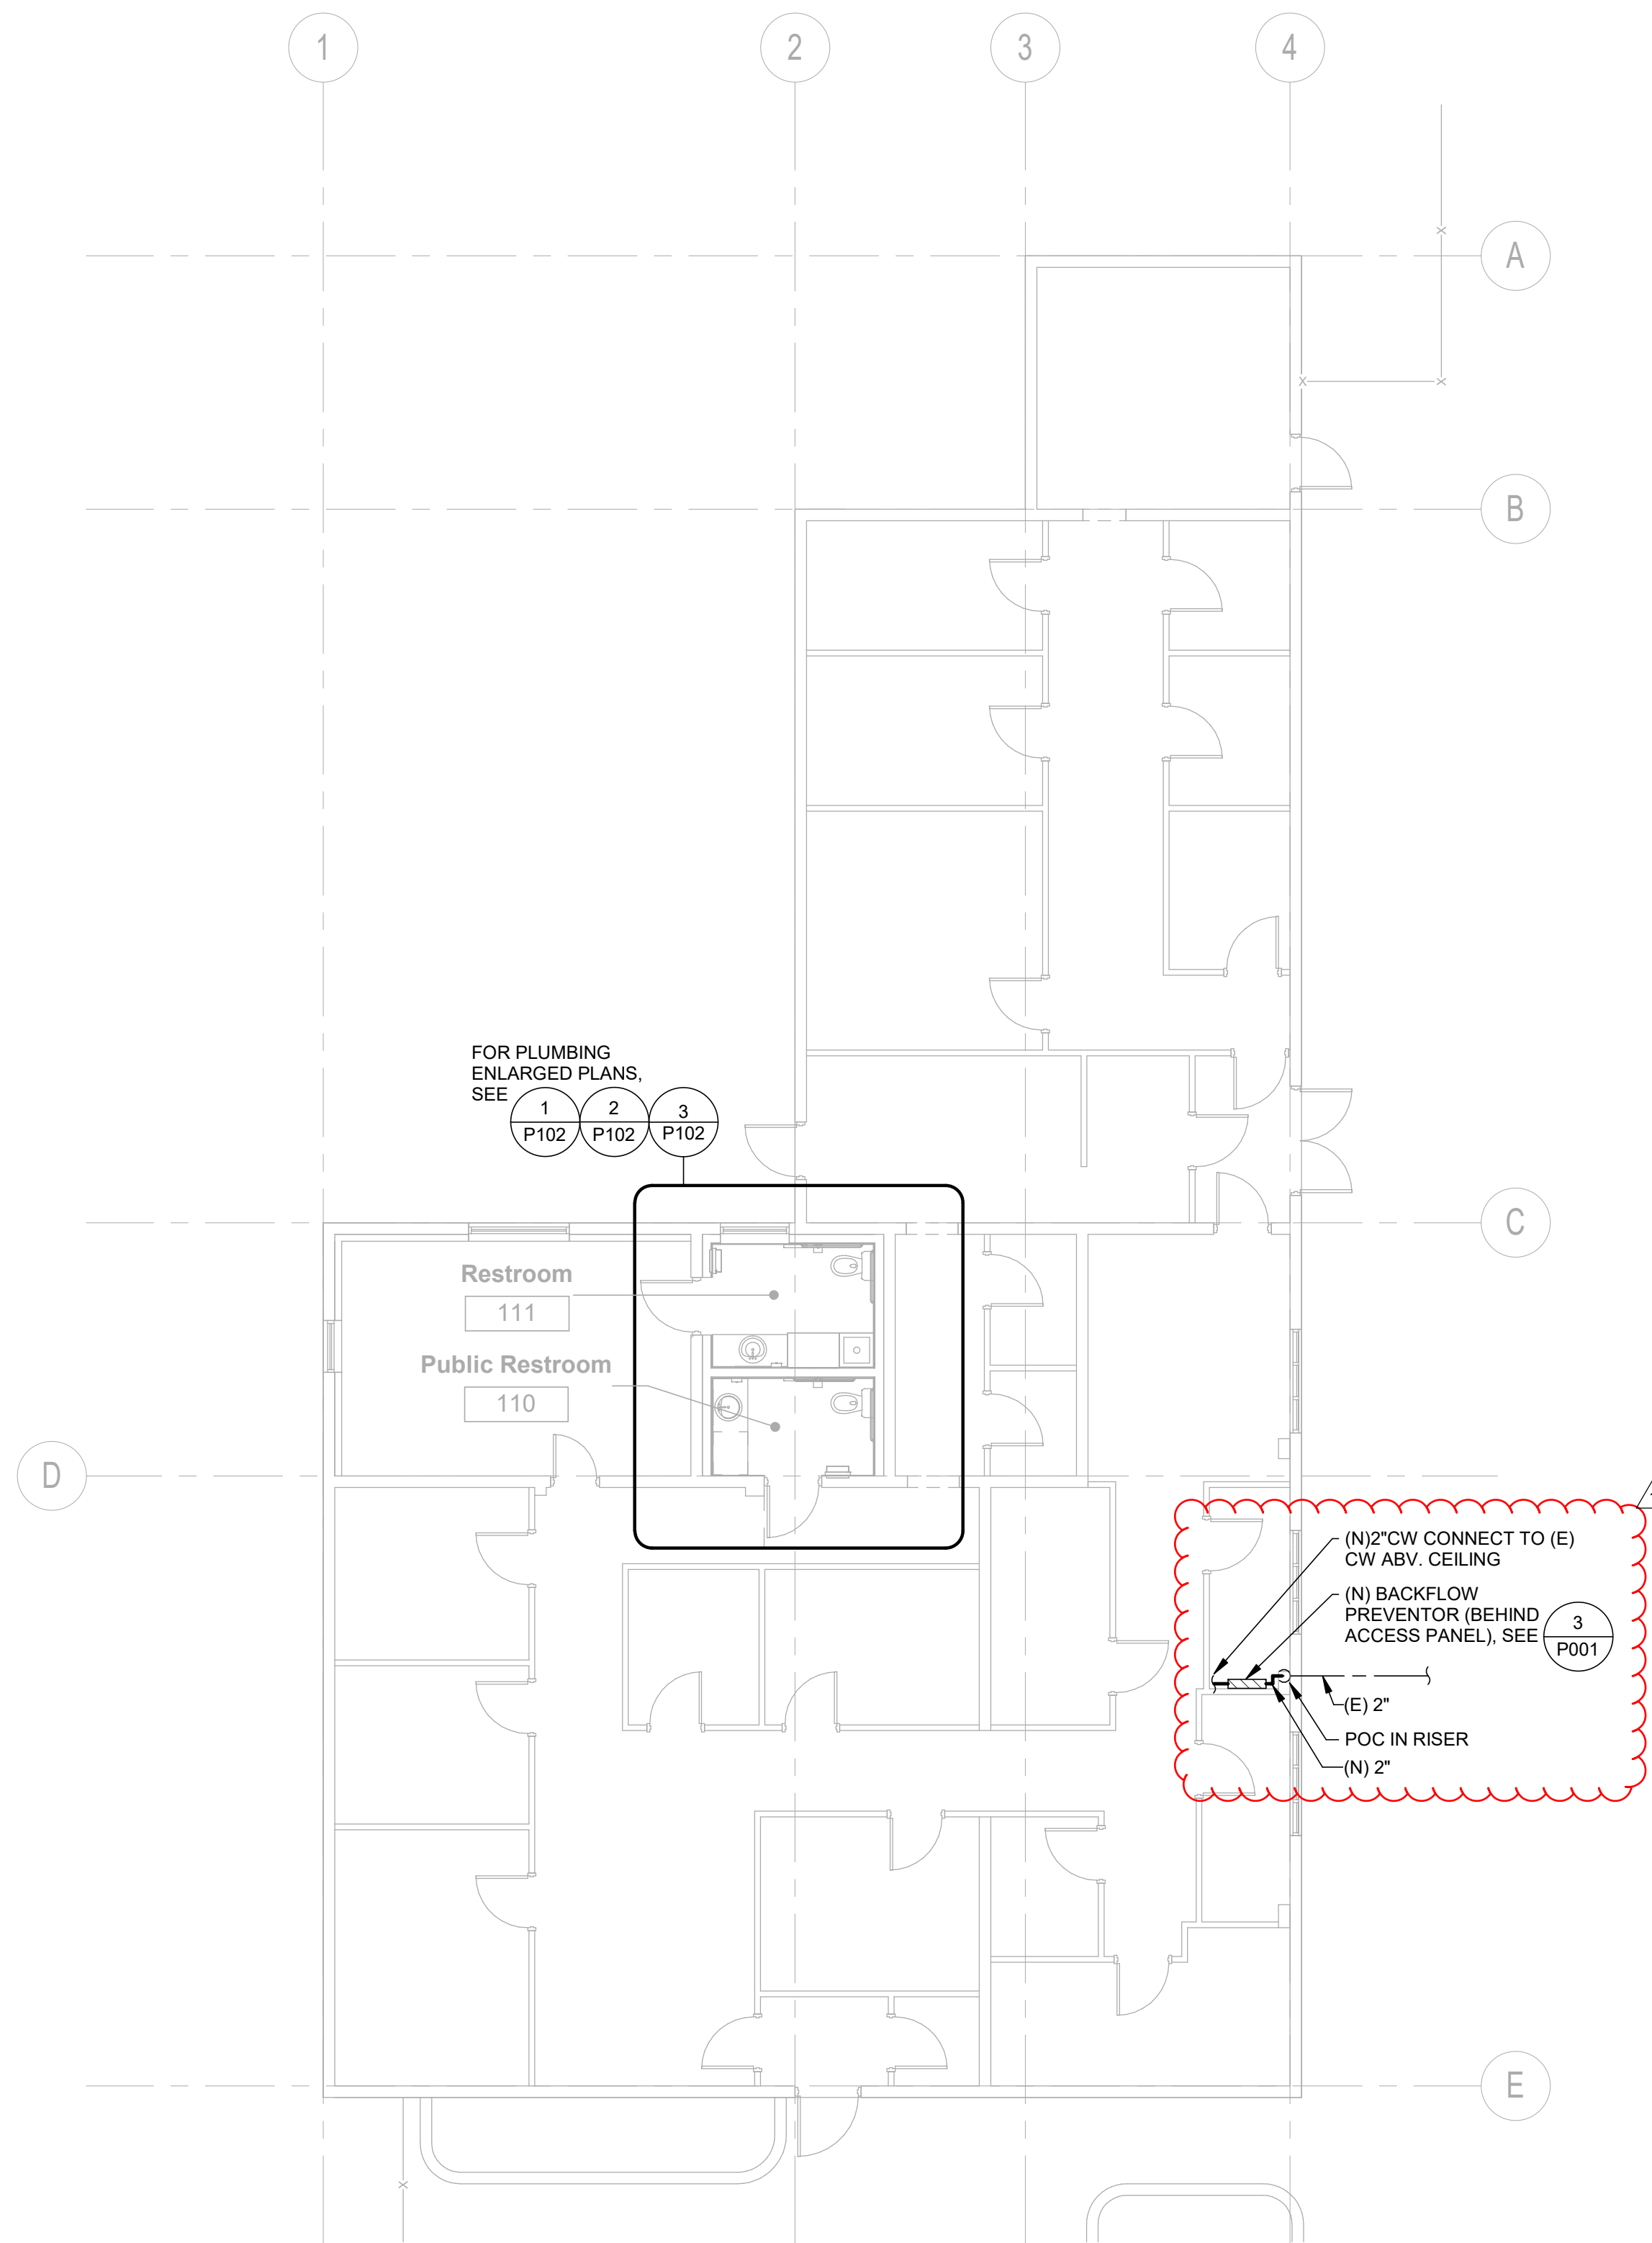 1
2
3
4
A
B
FOR PLUMBING
ENLARGED PLANS,
SEE
1
P102
2
P102
3
P102
C
Restroom
111
Public Restroom
110
D
(N)2"CW CONNECT TO (E)
CW ABV. CEILING
(N) BACKFLOW
PREVENTOR (BEHIND
ACCESS PANEL), SEE
3
P001
(E) 2"
POC IN RISER
(N) 2"
E